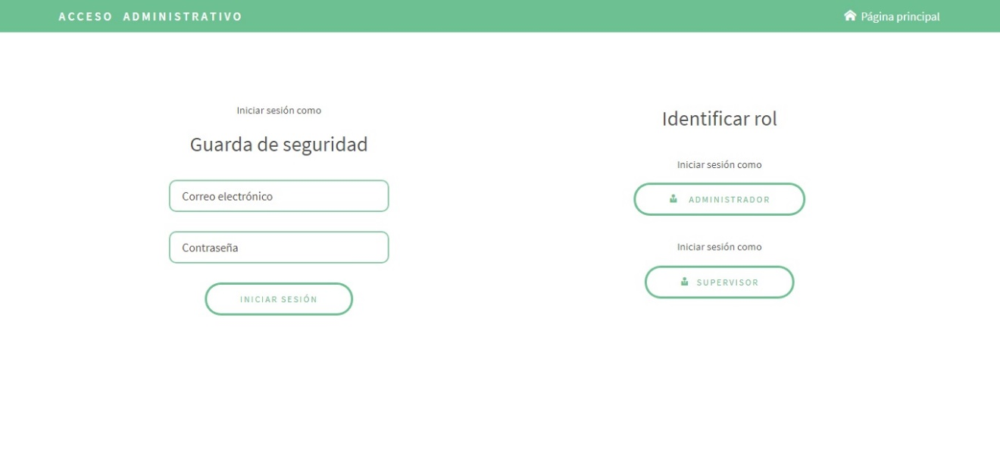 ACCESO ADMINISTRATIVO
Página principal
Iniciar sesión como
Guarda de seguridad
Correo electrónico
Contraseña
INICIAR SESIÓN
Identificar rol
Iniciar sesión como
ADMINISTRADOR
Iniciar sesión como
SUPERVISOR